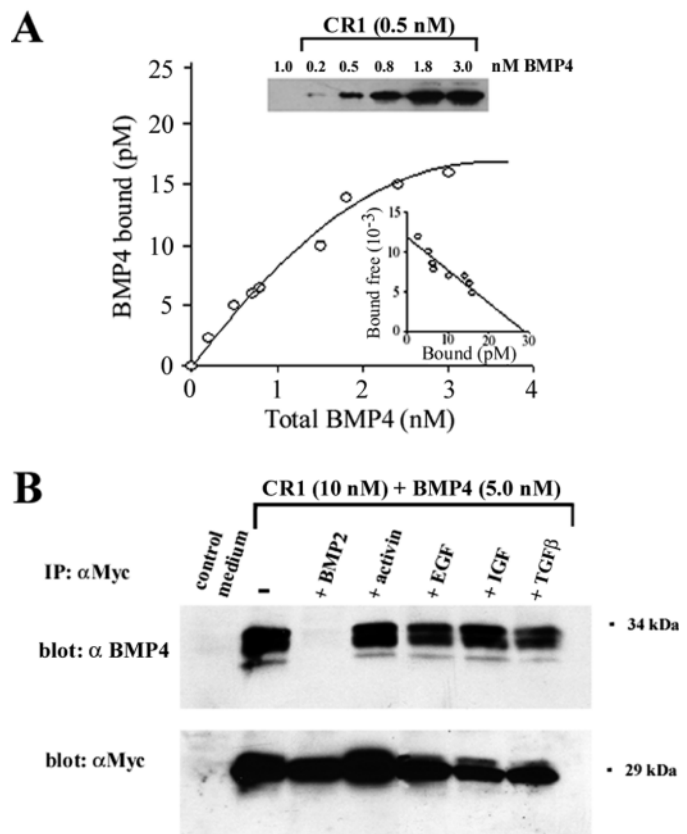 A
CR1 (0.5 nM)
1.0 0.2 0.5 0.8 1.8 3.0 nM BMP4
25
20
15
10
5
0
BMP4 bound (pM)
0 1 2 3 4
Total BMP4 (nM)
15
10
5
0
Bound free (10-3)
0 10 20 30
Bound (pM)
B
CR1 (10 nM) + BMP4 (5.0 nM)
IP: αMyc
control
medium
-
+ BMP2
+ activin
+ EGF
+ IGF
+ TGFβ
blot: α BMP4
- 34 kDa
blot: αMyc
- 29 kDa